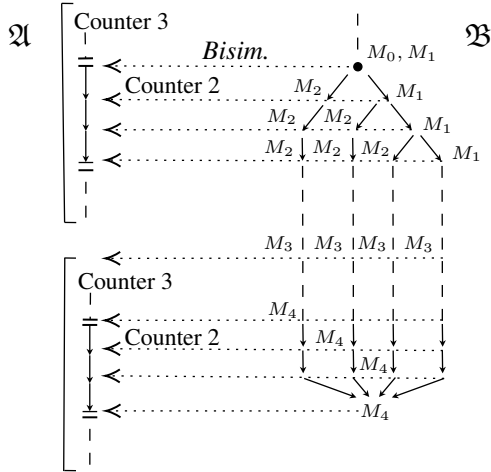 Counter 3
𝔄 Bisim. M₀, M₁ 𝔅
Counter 2 M₂ M₁
M₂ M₂ M₁
M₂ M₂ M₂ M₁
M₃ M₃ M₃ M₃
Counter 3
M₄
Counter 2 M₄
M₄
M₄